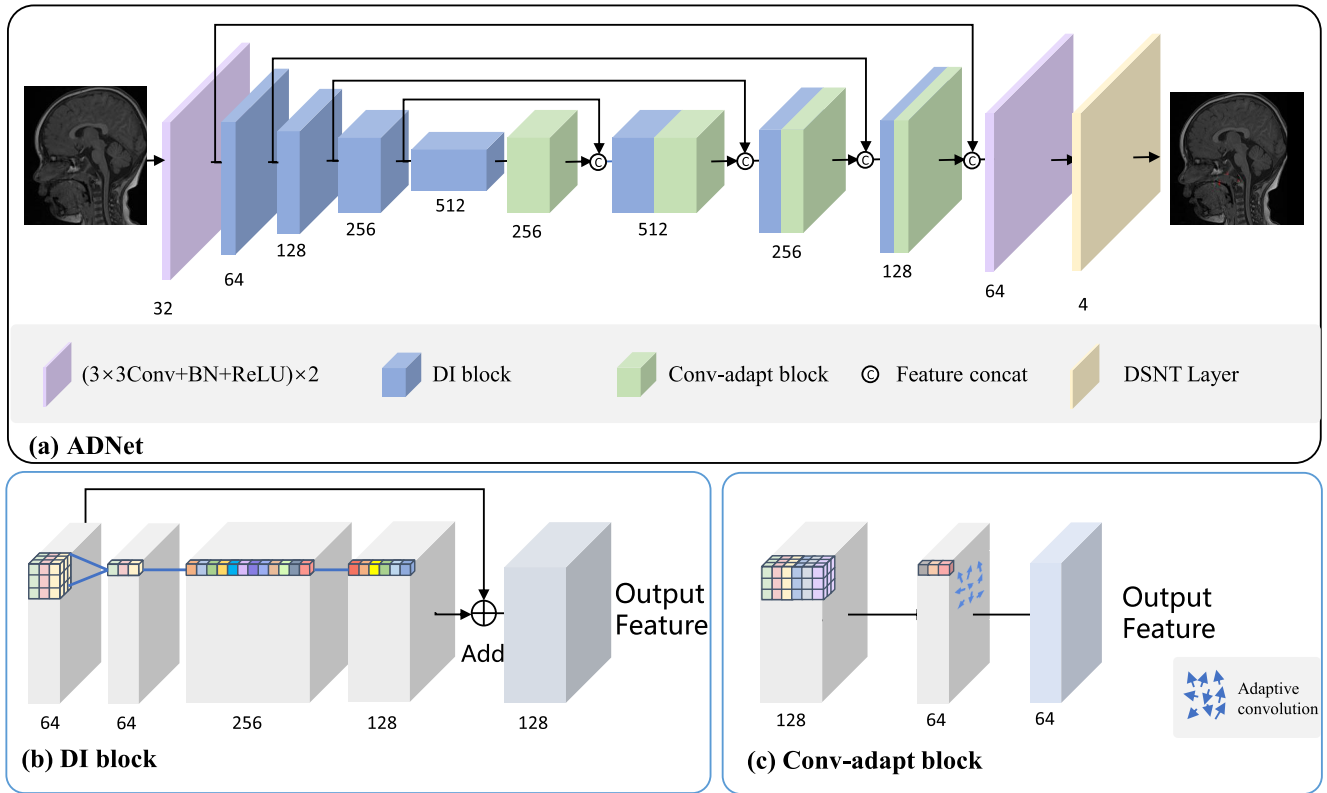 C
C
C
C
512
256
256
512
128
256
64
128
32
64
4
(3×3Conv+BN+ReLU)×2
DI block
Conv-adapt block
C
Feature concat
DSNT Layer
(a) ADNet
Output
Feature
Add
64
64
256
128
128
(b) DI block
Output
Feature
Adaptive
convolution
128
64
64
(c) Conv-adapt block